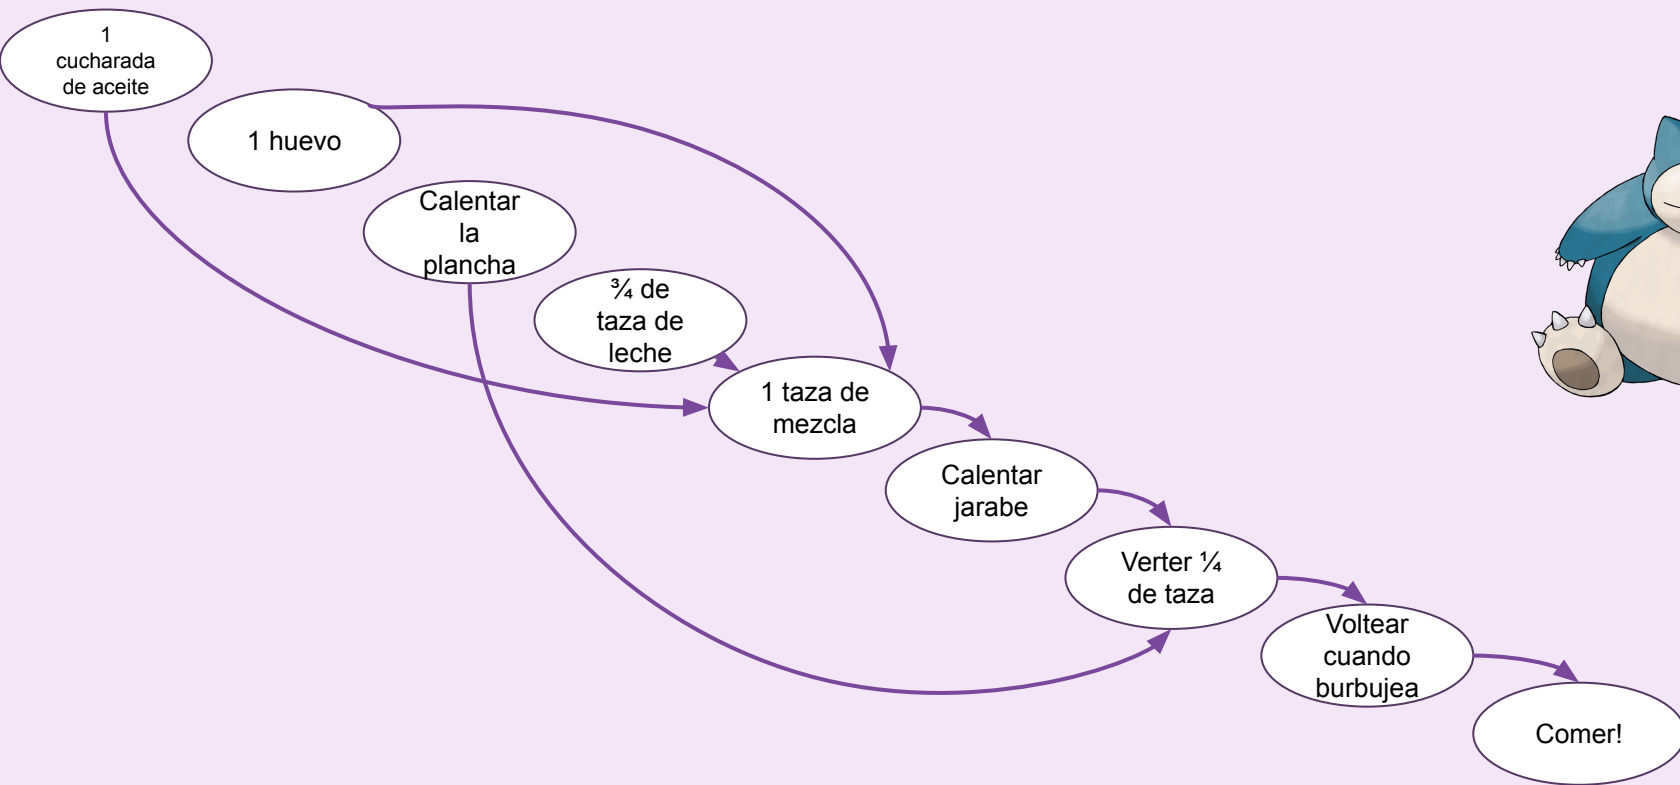 1
cucharada
de aceite
1 huevo
Calentar
la
plancha
¾ de
taza de
leche
1 taza de
mezcla
Calentar
jarabe
Verter ¼
de taza
Voltear
cuando
burbujea
Comer!